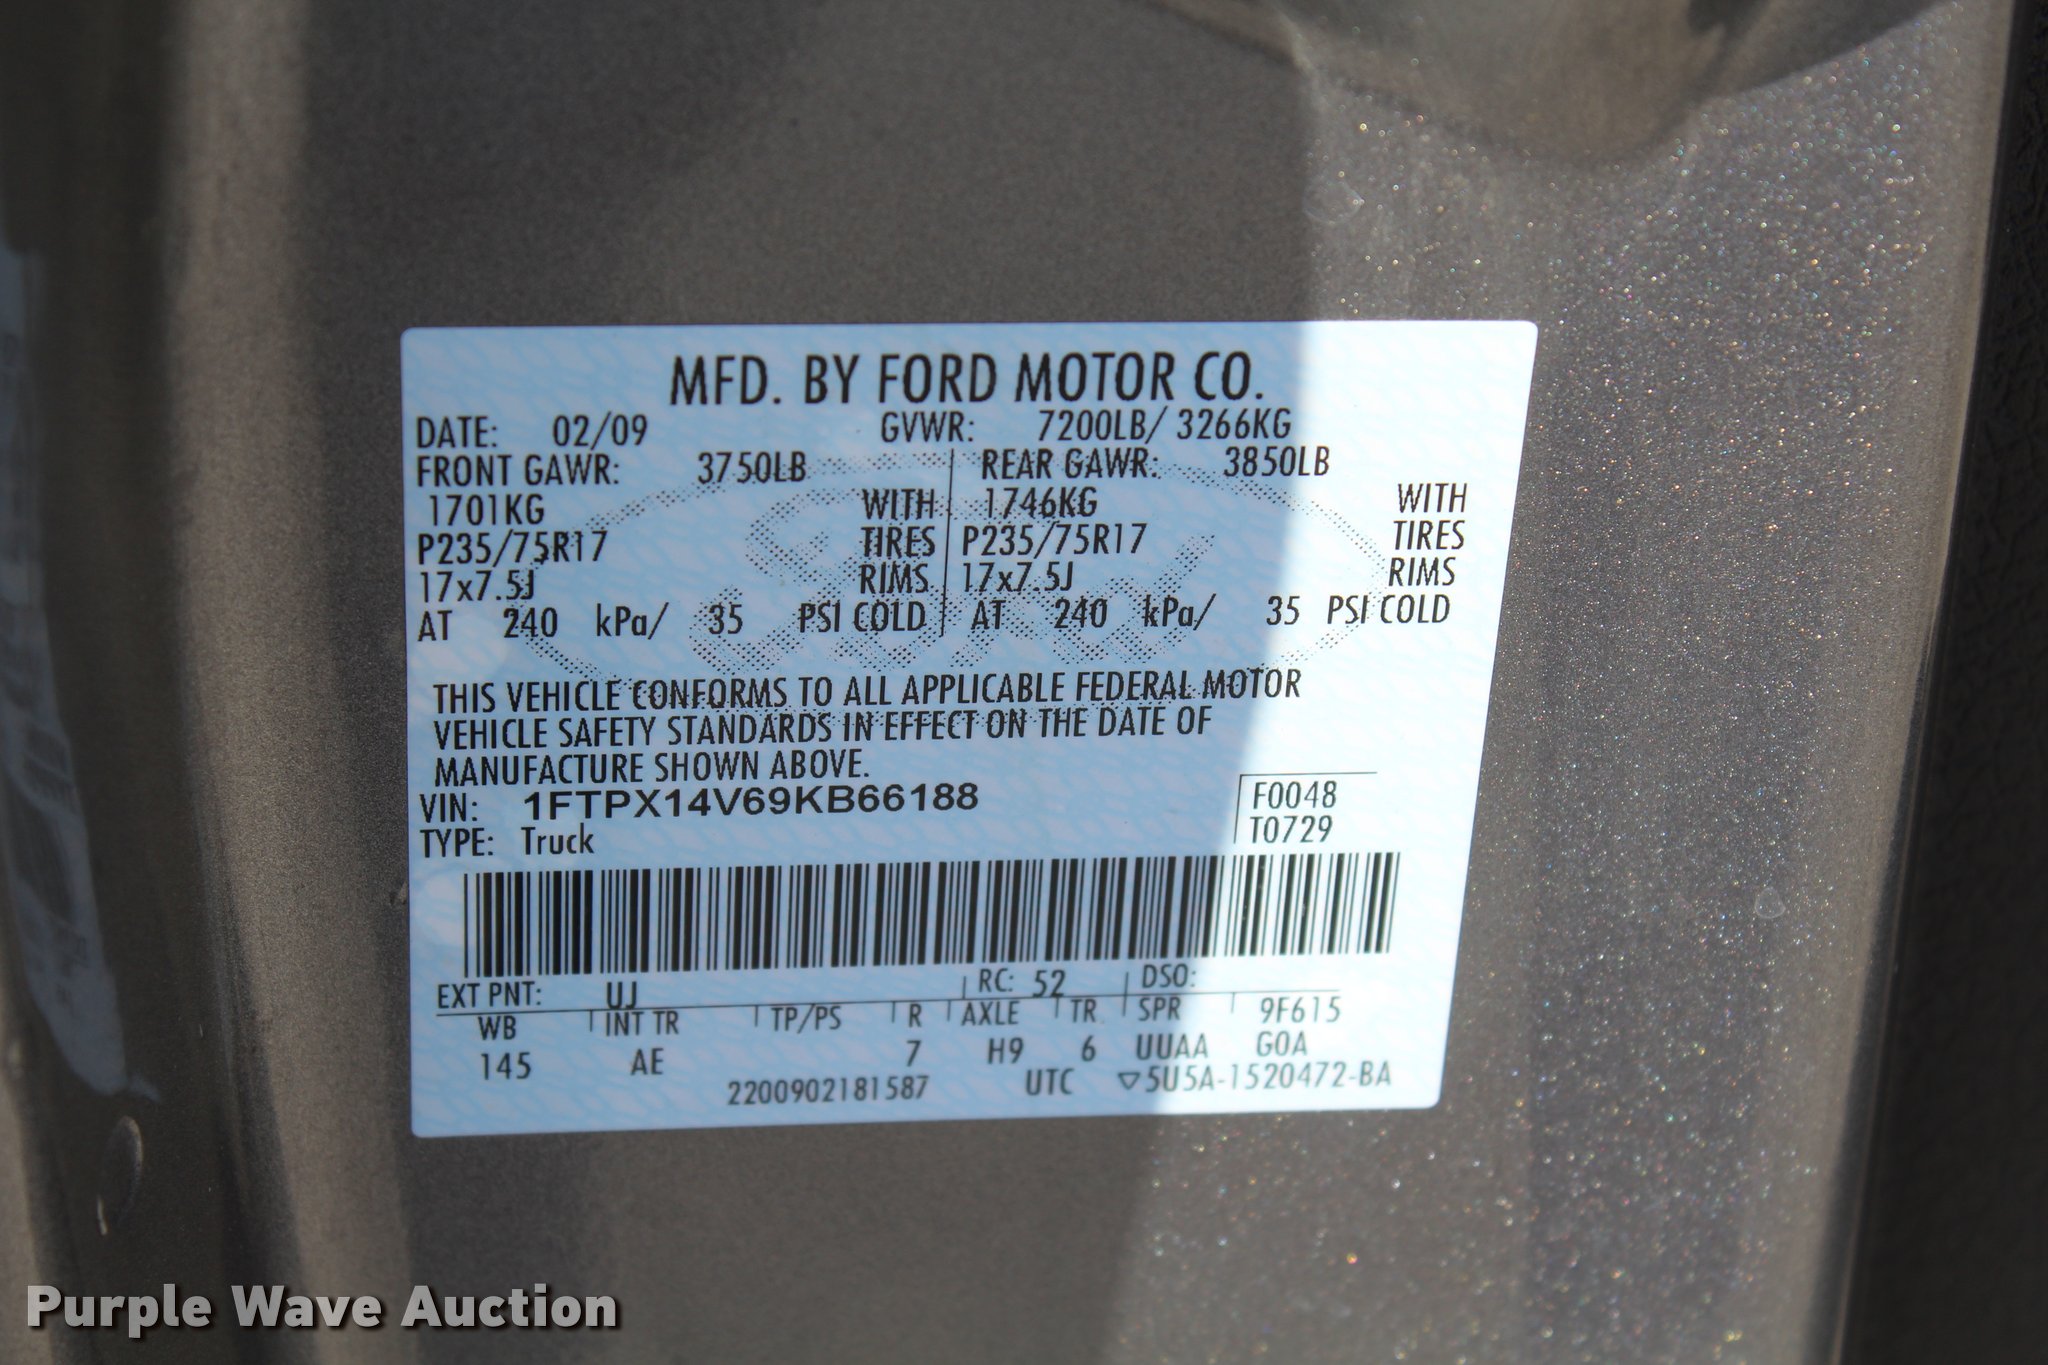 MFD. BY FORD MOTOR CO.
DATE: 02/09 GVWR: 7200LB/ 3266KG
FRONT GAWR: 3750LB REAR GAWR: 3850LB
1701KG WITH 1746KG WITH
P235/75R17 TIRES P235/75R17 TIRES
17x7.5J RIMS 17x7.5J RIMS
AT 240 kPa/ 35 PSI COLD AT 240 kPa/ 35 PSI COLD
THIS VEHICLE CONFORMS TO ALL APPLICABLE FEDERAL MOTOR
VEHICLE SAFETY STANDARDS IN EFFECT ON THE DATE OF
MANUFACTURE SHOWN ABOVE.
VIN: 1FTPX14V69KB66188 F0048
TYPE: Truck T0729
EXT PNT: UJ RC: 52 DSO:
WB INT TR TP/PS R AXLE TR SPR 9F615
145 AE 7 H9 6 UUAA G0A
2200902181587 UTC ▽5U5A-1520472-BA
Purple Wave Auction